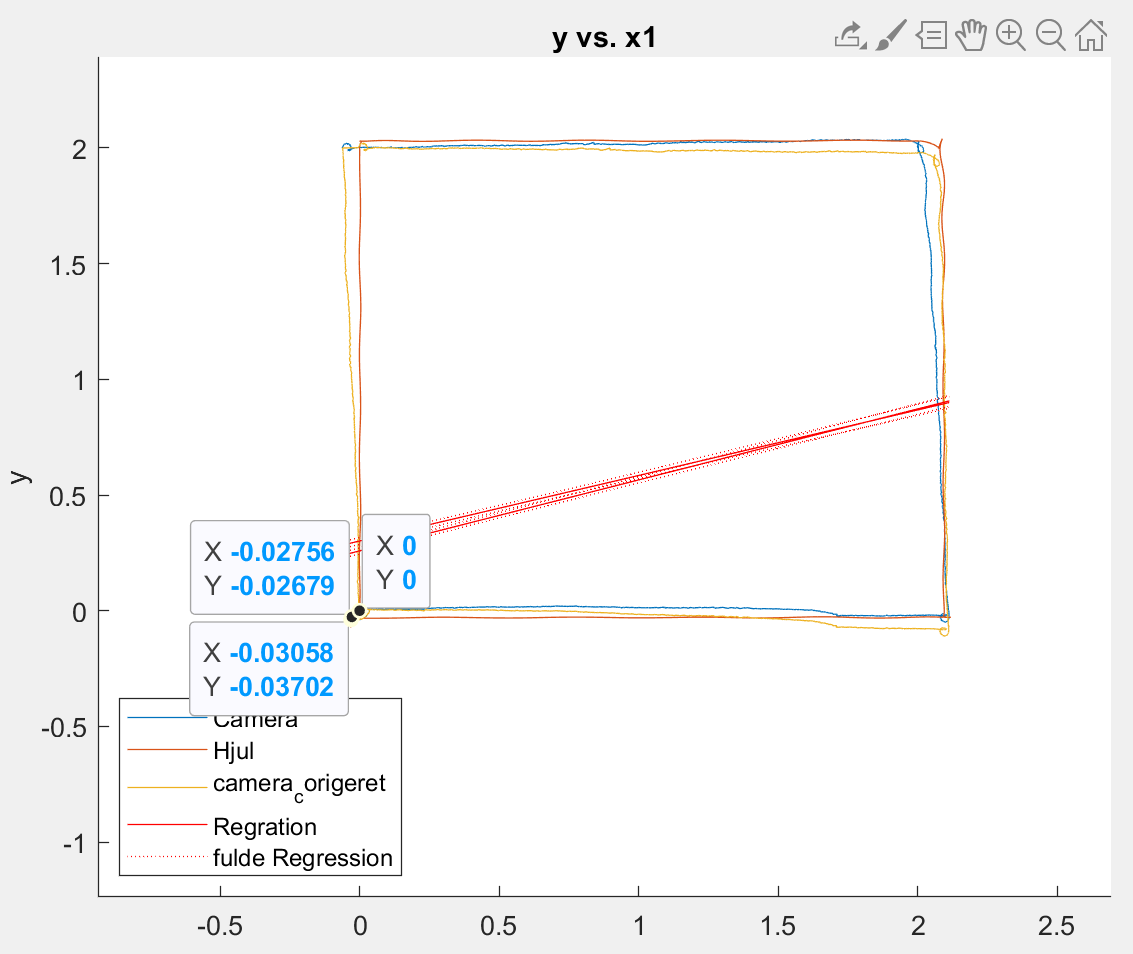 y vs. x1
2
1.5
1
0.5
0
-0.5
-1
y
X -0.02756
Y -0.02679
X 0
Y 0
X -0.03058
Y -0.03702
Camera
Hjul
camera_corigeret
Regration
fulde Regression
-0.5
0
0.5
1
1.5
2
2.5